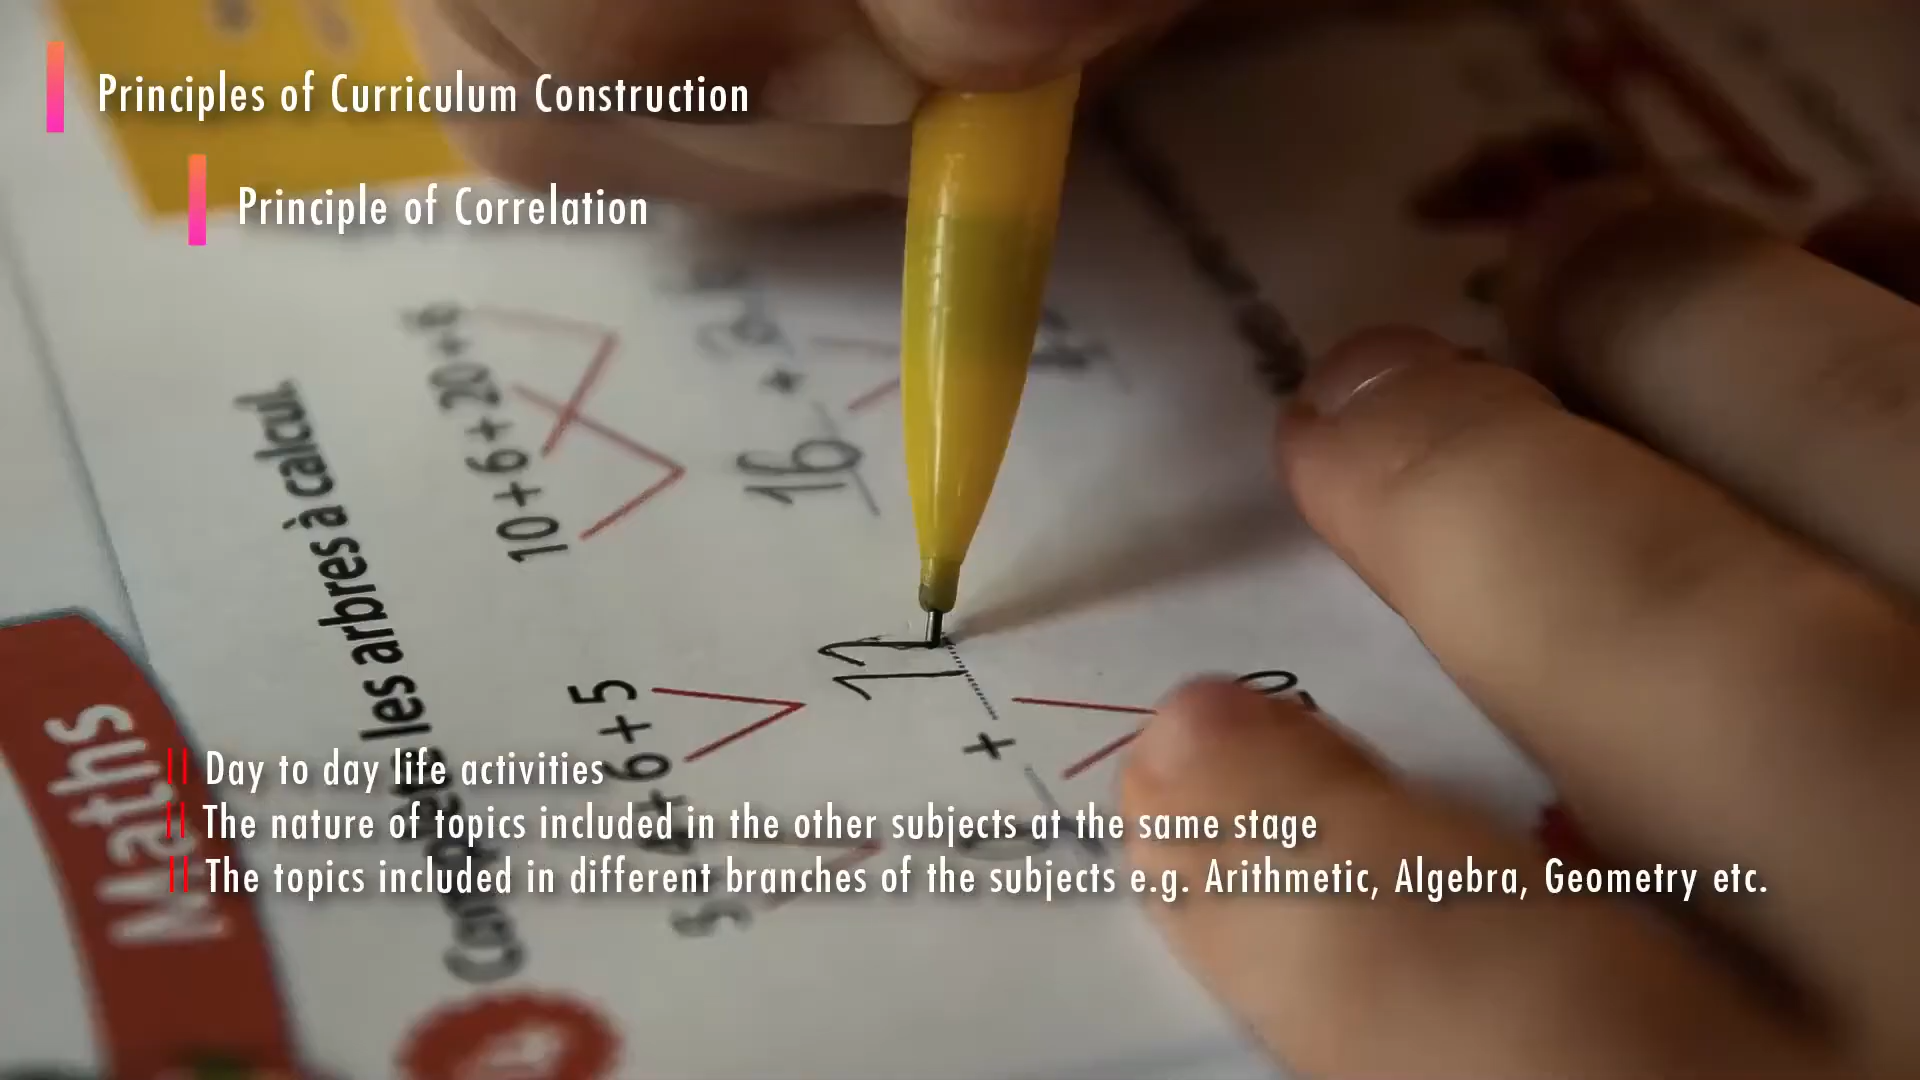 Principles of Curriculum Construction
Principle of Correlation
Day to day life activities
The nature of topics included in the other subjects at the same stage
The topics included in different branches of the subjects e.g. Arithmetic, Algebra, Geometry etc.
Maths
les arbres à calcul.
10+6+20+8
16 +
6+5
11 +